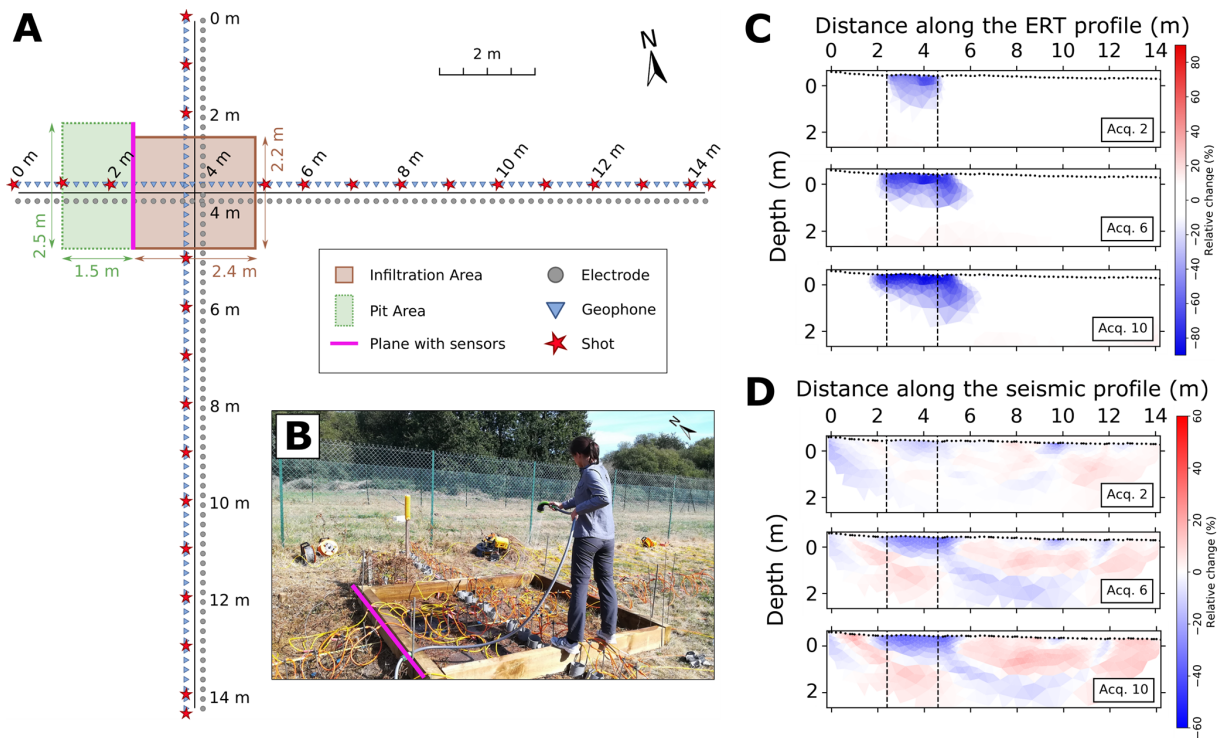 A
0 m
2 m
4 m
6 m
8 m
10 m
12 m
14 m
2 m
N
0 m
2 m
4 m
6 m
8 m
10 m
12 m
14 m
2.2 m
2.5 m
1.5 m
2.4 m
Infiltration Area
Pit Area
Plane with sensors
Electrode
Geophone
Shot
B
N
C
Distance along the ERT profile (m)
0 2 4 6 8 10 12 14
0
2
Acq. 2
0
2
Acq. 6
0
2
Acq. 10
Depth (m)
80
60
40
20
0
−20
−40
−60
−80
Relative change (%)
D
Distance along the seismic profile (m)
0 2 4 6 8 10 12 14
0
2
Acq. 2
0
2
Acq. 6
0
2
Acq. 10
Depth (m)
60
40
20
0
−20
−40
−60
Relative change (%)